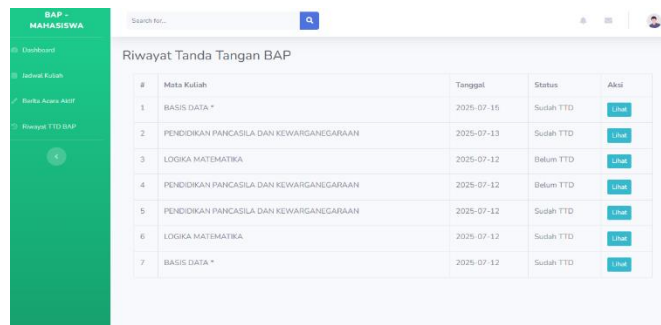 BAP -
MAHASISWA
Search for...
Dashboard
Jadwal Kuliah
Berita Acara Aktif
Riwayat TTD BAP
Riwayat Tanda Tangan BAP
# Mata Kuliah Tanggal Status Aksi
1 BASIS DATA * 2025-07-15 Sudah TTD Lihat
2 PENDIDIKAN PANCASILA DAN KEWARGANEGARAAN 2025-07-13 Sudah TTD Lihat
3 LOGIKA MATEMATIKA 2025-07-12 Belum TTD Lihat
4 PENDIDIKAN PANCASILA DAN KEWARGANEGARAAN 2025-07-12 Belum TTD Lihat
5 PENDIDIKAN PANCASILA DAN KEWARGANEGARAAN 2025-07-12 Sudah TTD Lihat
6 LOGIKA MATEMATIKA 2025-07-12 Sudah TTD Lihat
7 BASIS DATA * 2025-07-12 Sudah TTD Lihat